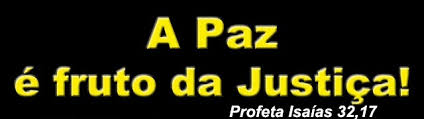 A Paz
é fruto da Justiça!
Profeta Isaías 32,17